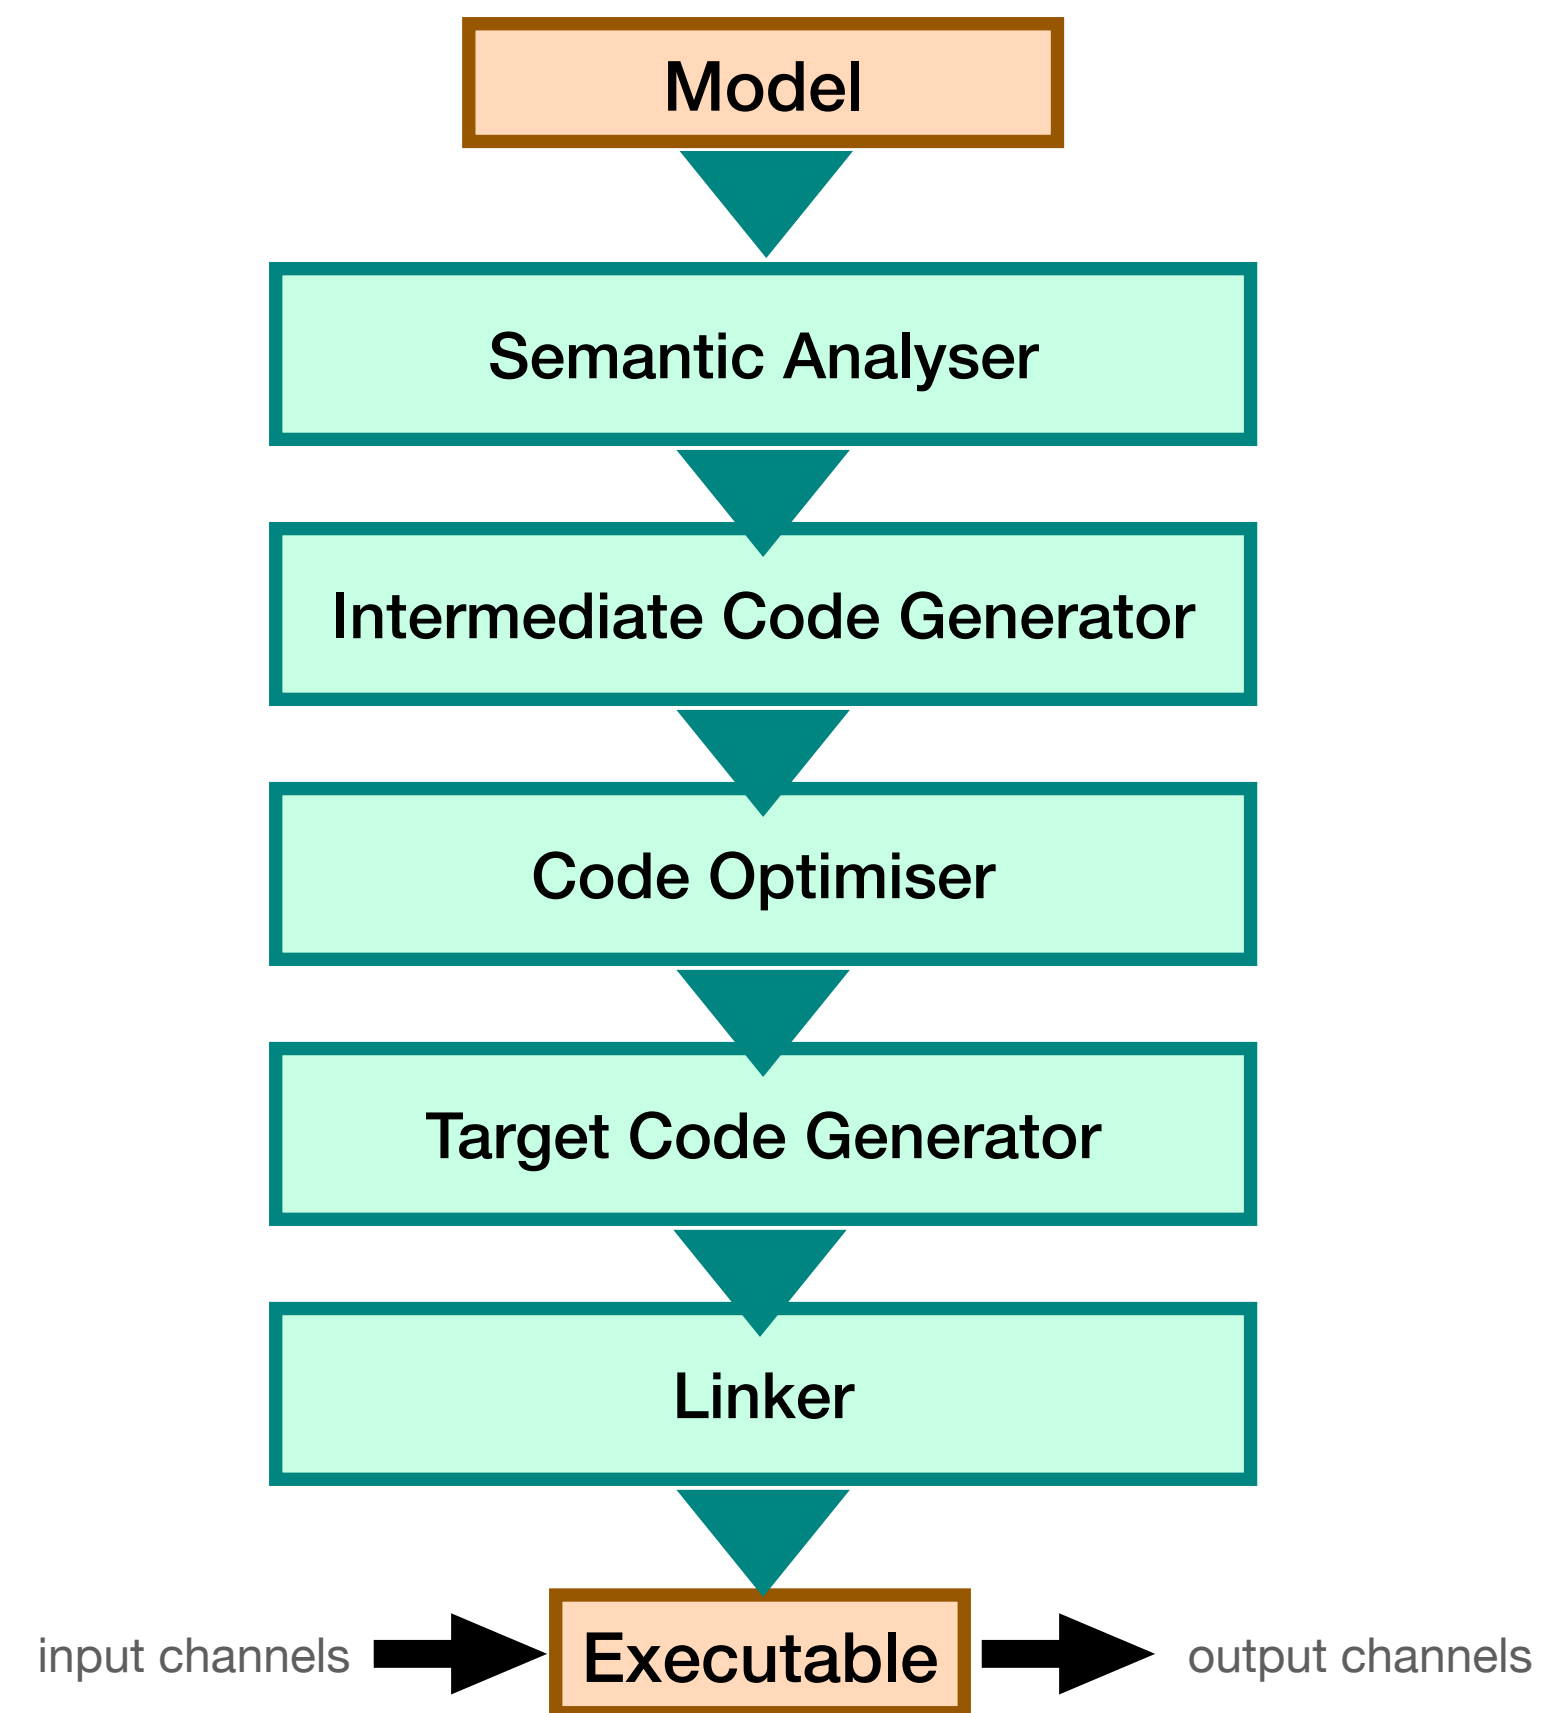 Model
Semantic Analyser
Intermediate Code Generator
Code Optimiser
Target Code Generator
Linker
input channels
Executable
output channels